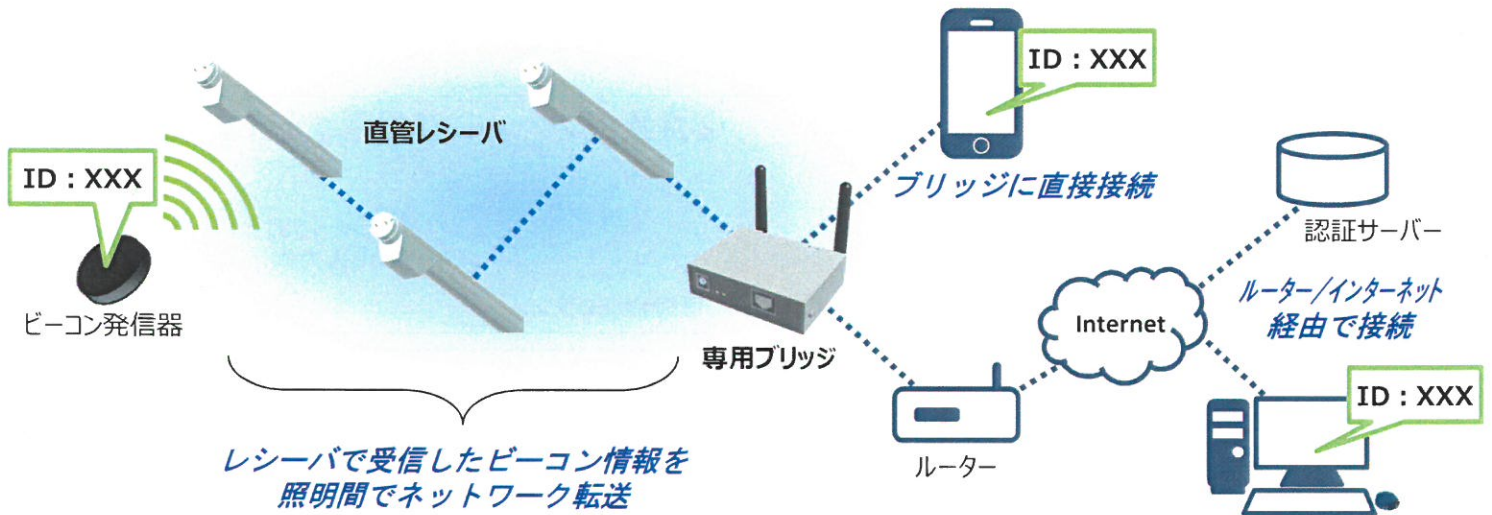 ID：XXX
ビーコン発信器
直管レシーバ
専用ブリッジ
レシーバで受信したビーコン情報を
照明間でネットワーク転送
ID：XXX
ブリッジに直接接続
認証サーバー
ルーター/インターネット
経由で接続
Internet
ルーター
ID：XXX